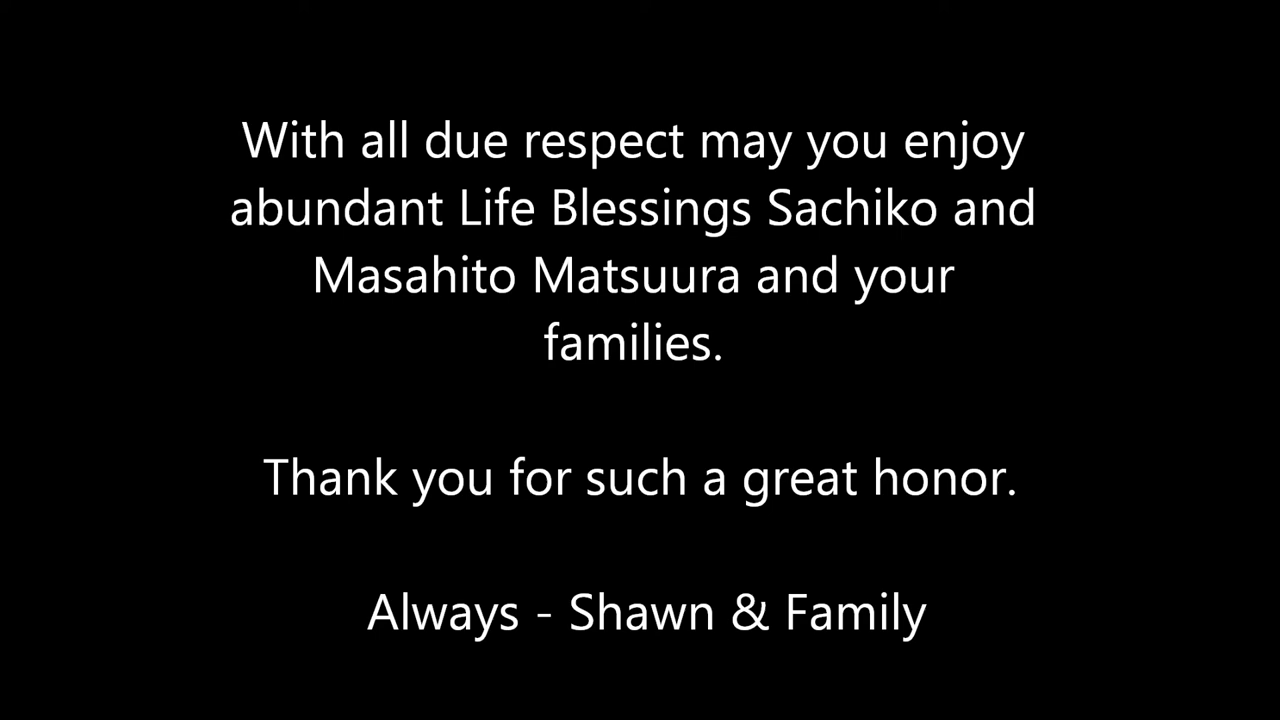 With all due respect may you enjoy
abundant Life Blessings Sachiko and
Masahito Matsuura and your
families.
Thank you for such a great honor.
Always - Shawn & Family